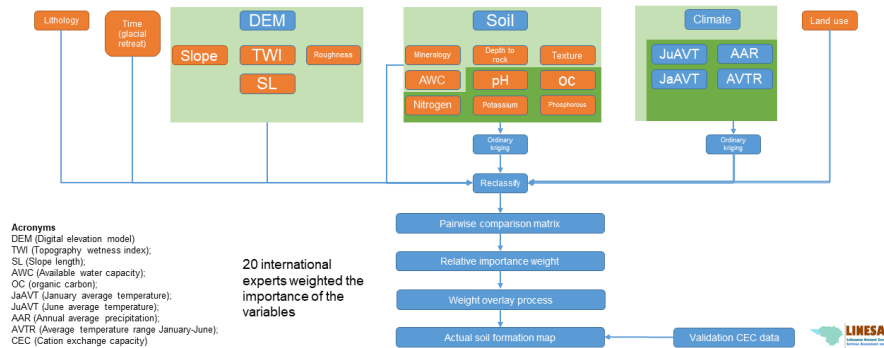 Lithology
Time
(glacial
retreat)
DEM
Slope
TWI
Roughness
SL
Soil
Mineralogy
Depth to
rock
Texture
AWC
pH
OC
Nitrogen
Potassium
Phosphorous
Climate
JuAVT
AAR
JaAVT
AVTR
Land use
Ordinary
kriging
Ordinary
kriging
Reclassify
Pairwise comparison matrix
Relative importance weight
Weight overlay process
Actual soil formation map
Validation CEC data
20 international
experts weighted the
importance of the
variables
Acronyms
DEM (Digital elevation model)
TWI (Topography wetness index);
SL (Slope length);
AWC (Available water capacity);
OC (organic carbon);
JaAVT (January average temperature);
JuAVT (June average temperature);
AAR (Annual average precipitation);
AVTR (Average temperature range January-June);
CEC (Cation exchange capacity)
LINESA